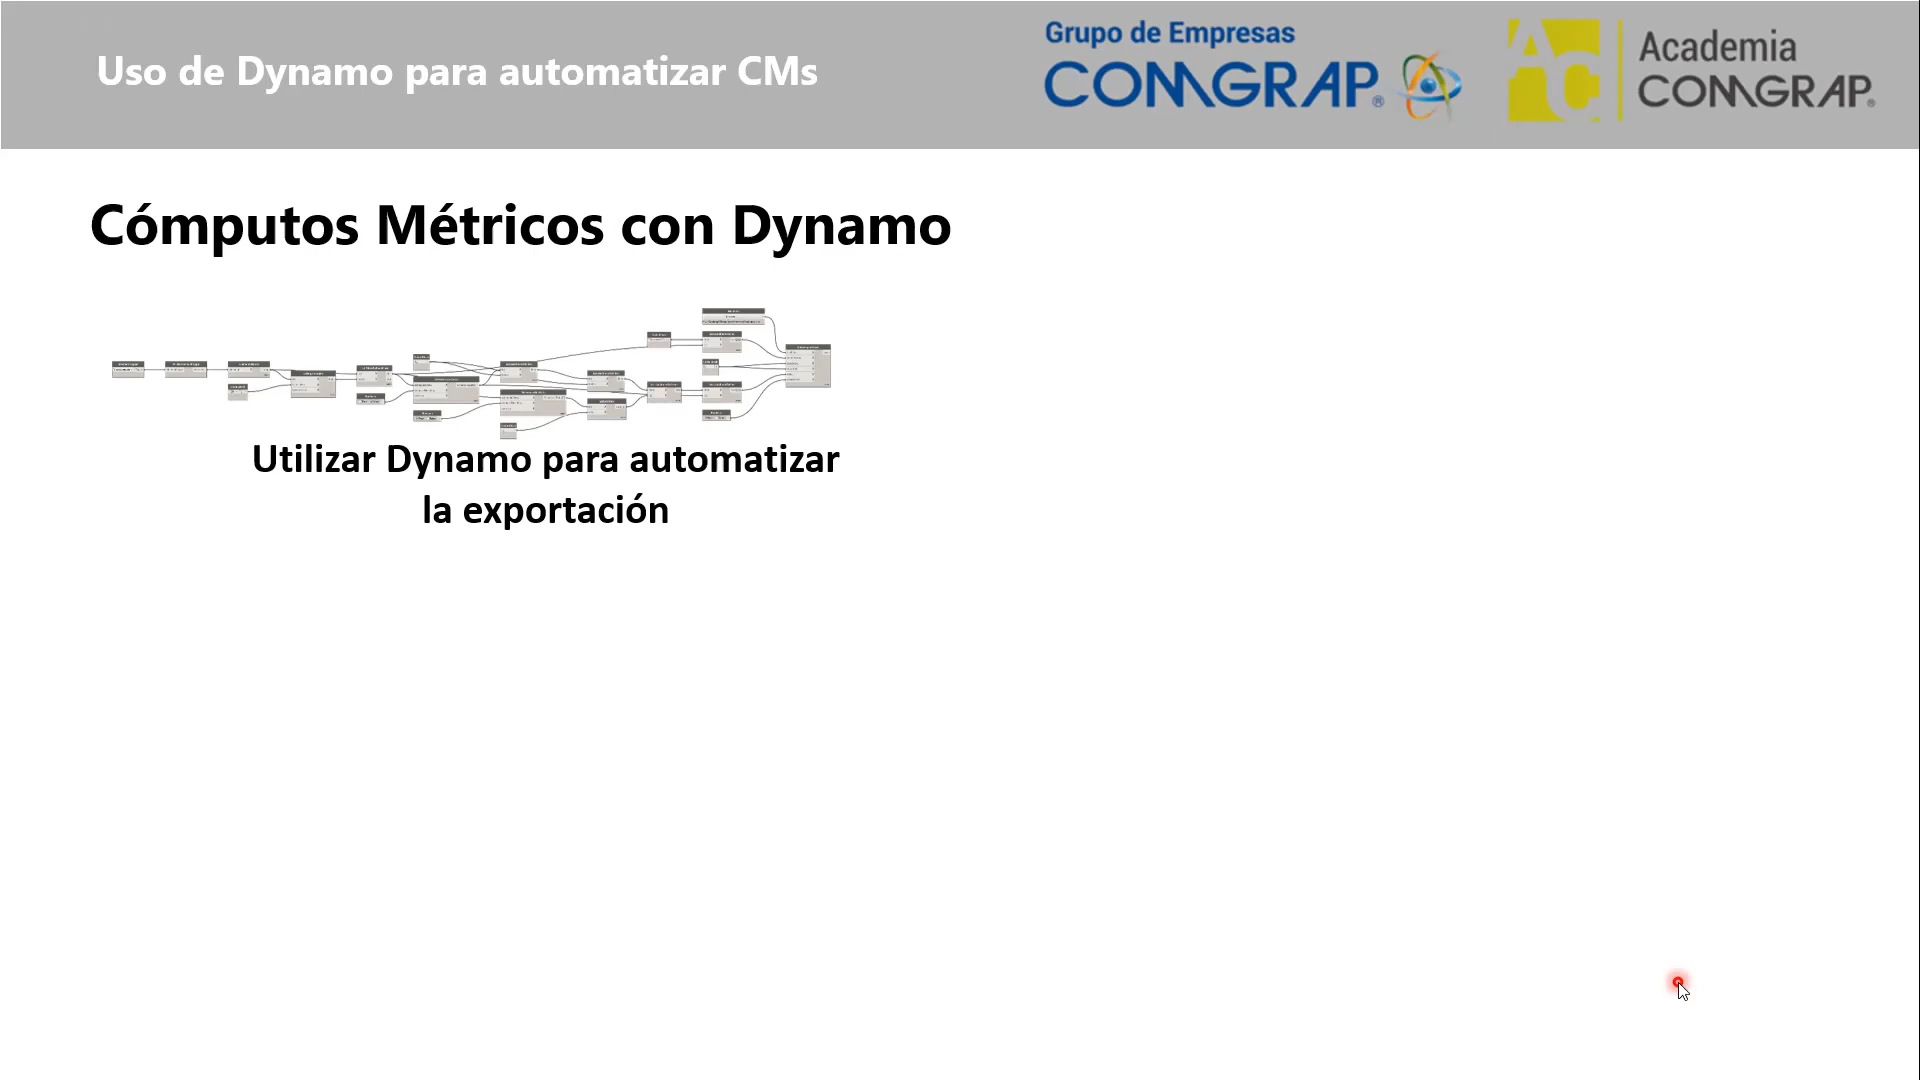 Uso de Dynamo para automatizar CMs
Grupo de Empresas
COMGRAP®
AC
Academia
COMGRAP®
Cómputos Métricos con Dynamo
Utilizar Dynamo para automatizar
la exportación